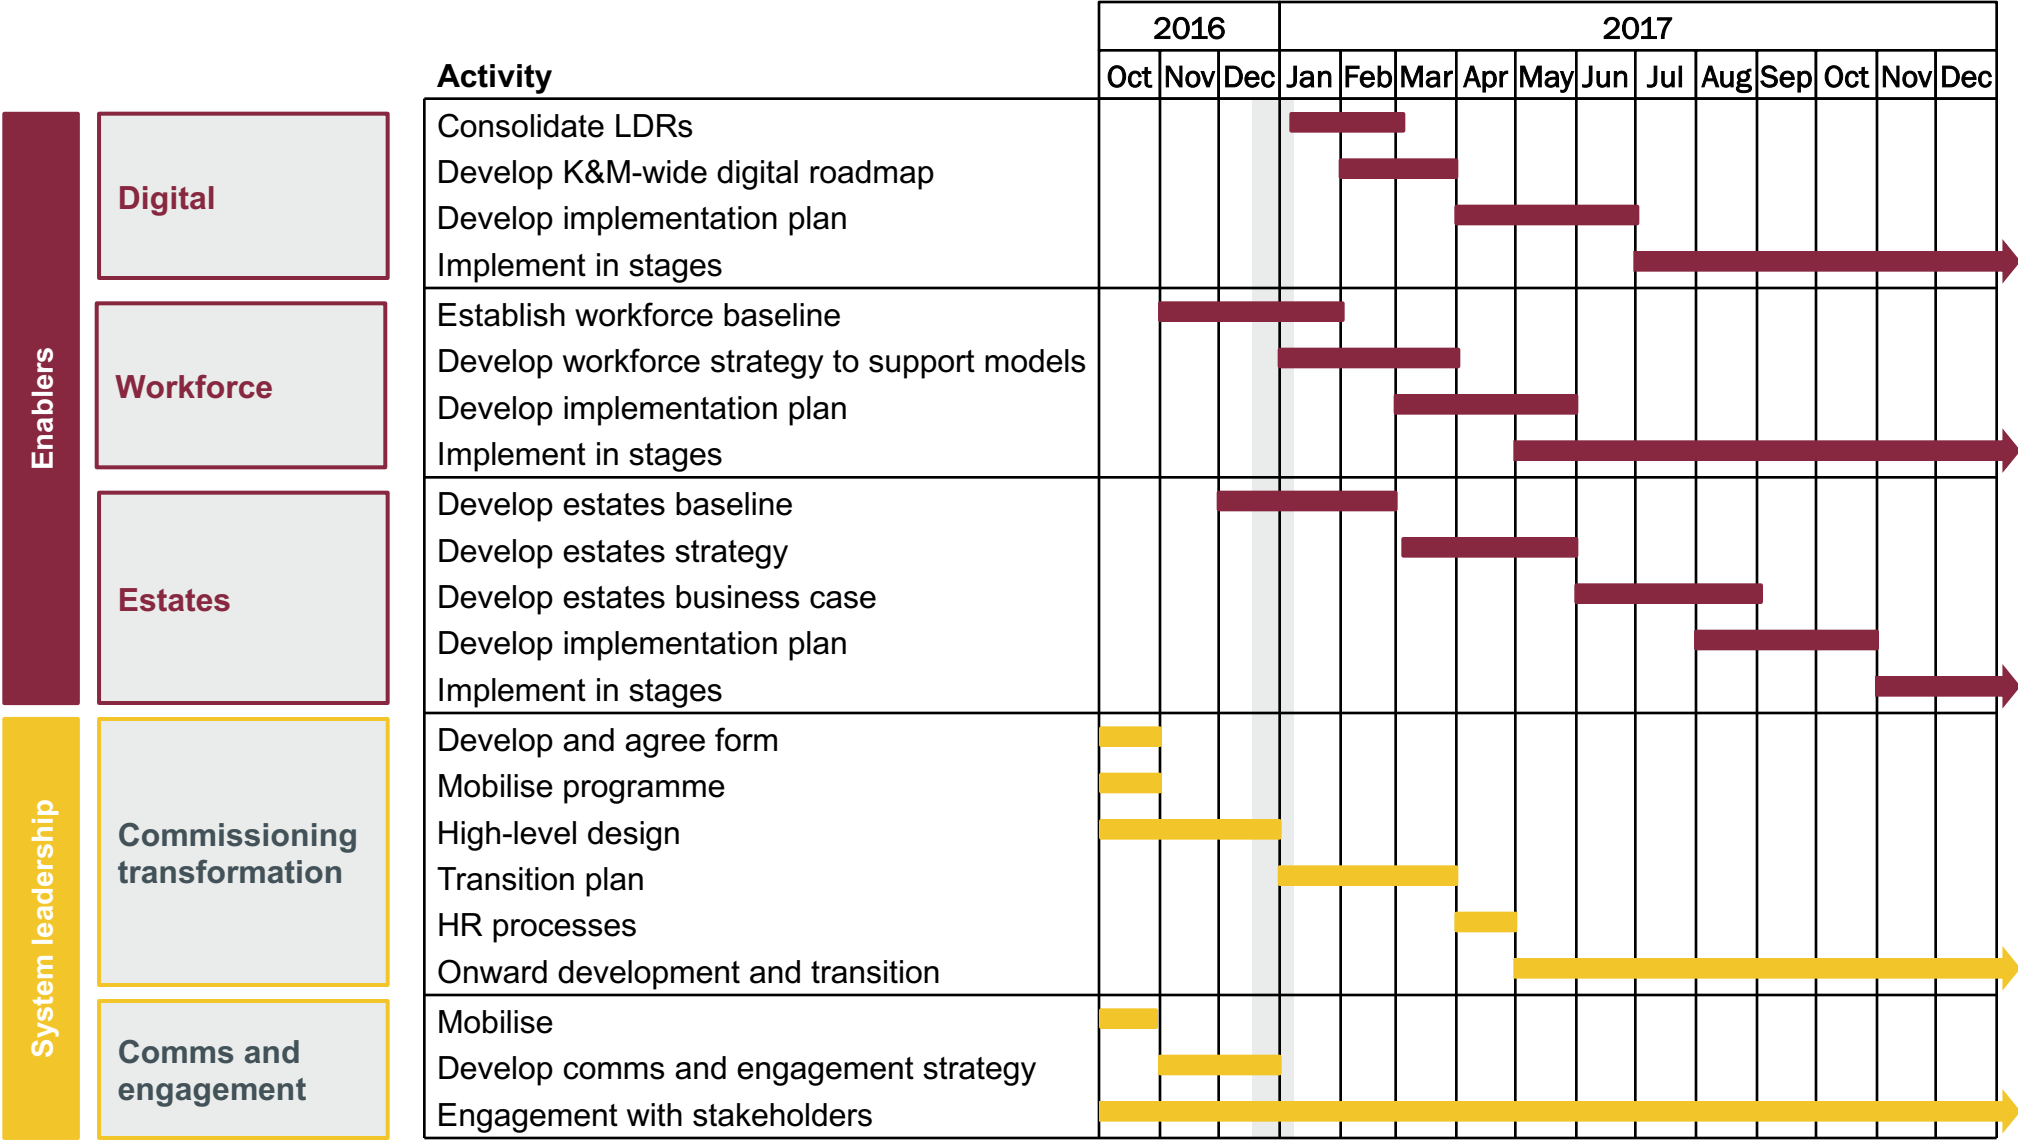 2016
2017
Activity
Oct Nov Dec Jan Feb Mar Apr May Jun Jul Aug Sep Oct Nov Dec
Enablers
Digital
Consolidate LDRs
Develop K&M-wide digital roadmap
Develop implementation plan
Implement in stages
Workforce
Establish workforce baseline
Develop workforce strategy to support models
Develop implementation plan
Implement in stages
Estates
Develop estates baseline
Develop estates strategy
Develop estates business case
Develop implementation plan
Implement in stages
System leadership
Commissioning
transformation
Develop and agree form
Mobilise programme
High-level design
Transition plan
HR processes
Onward development and transition
Comms and
engagement
Mobilise
Develop comms and engagement strategy
Engagement with stakeholders